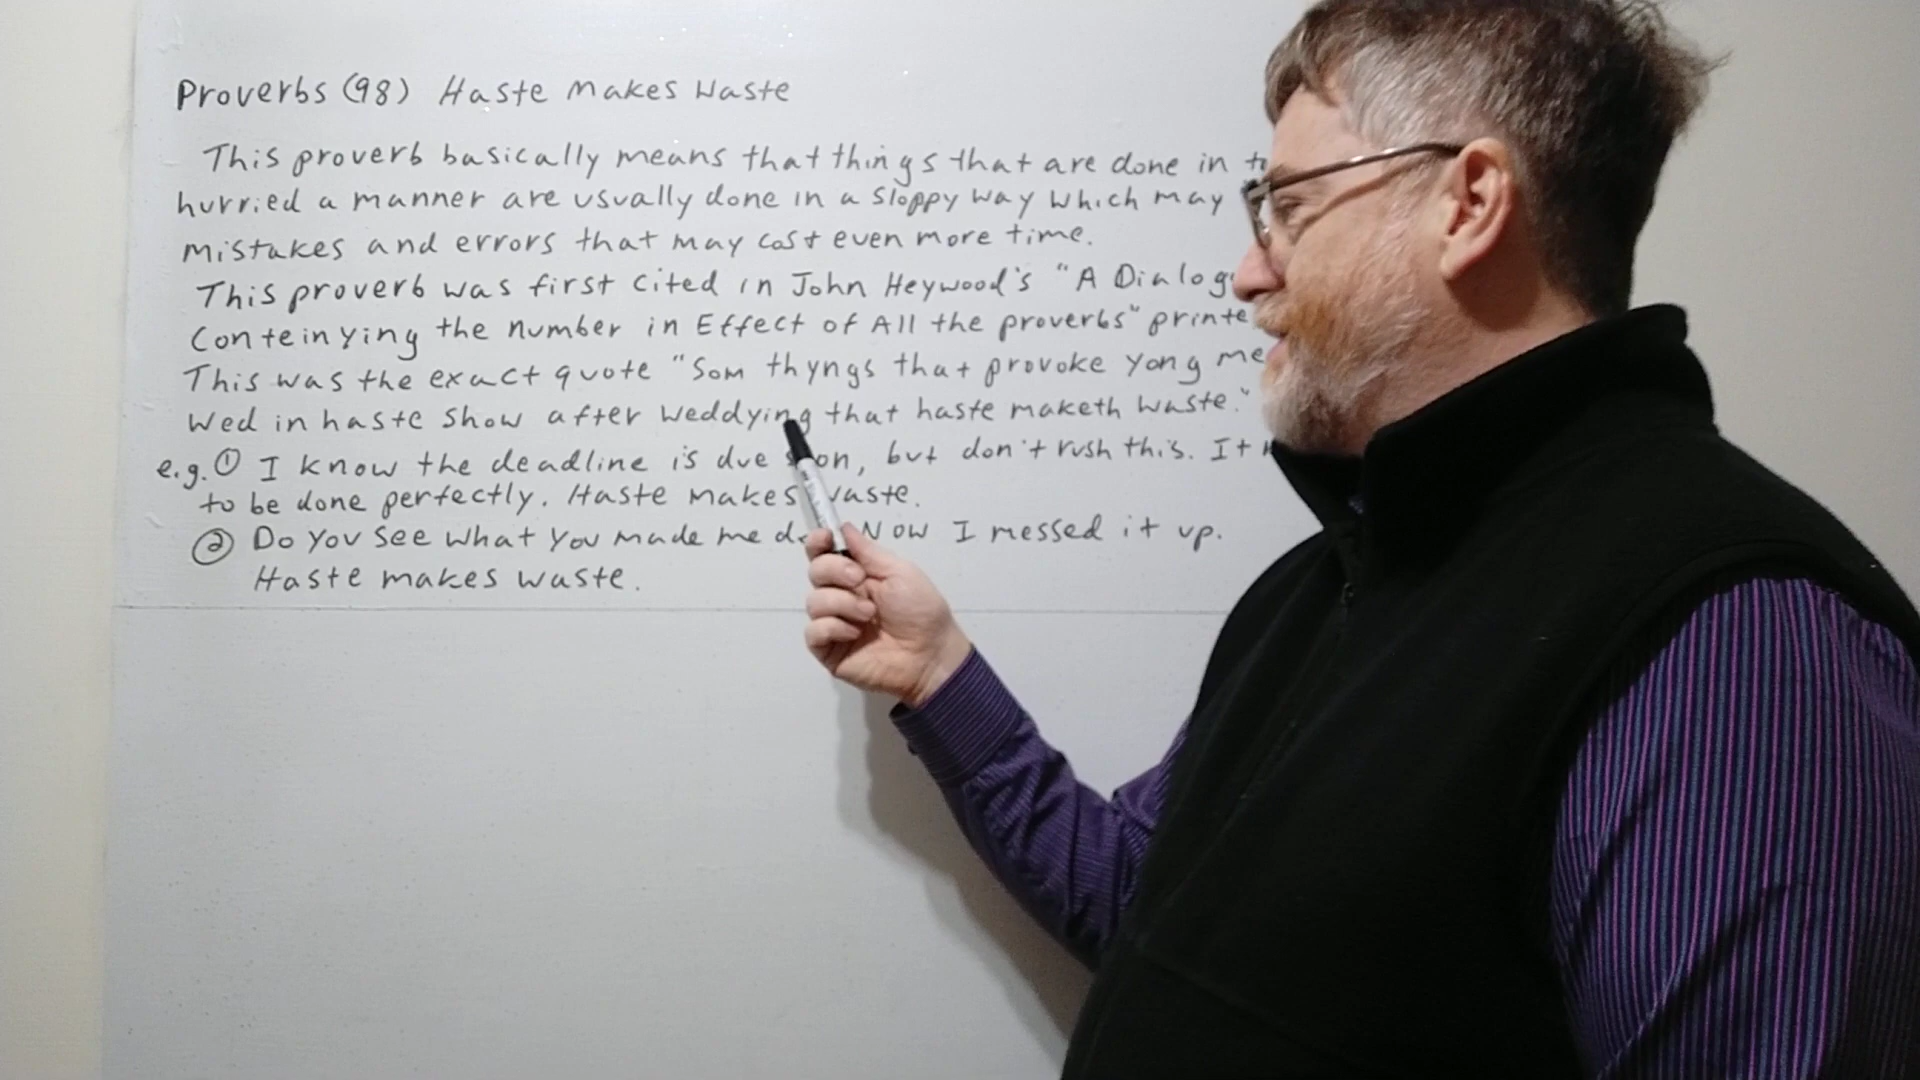 Proverbs (98) Haste Makes Waste
This proverb basically means that things that are done in
hurried a manner are usually done in a sloppy way which may
mistakes and errors that may cost even more time.
This proverb was first cited in John Heywood's "A
Conteinying the number in Effect of All the proverbs"
This was the exact quote "Som thyngs that provoke yong
Wed in haste show after weddying that haste maketh waste."
e.g. ① I know the deadline is due but don't rush this. It
to be done perfectly. Haste makes waste.
② Do you see what you made me Now I messed it up.
Haste makes waste.